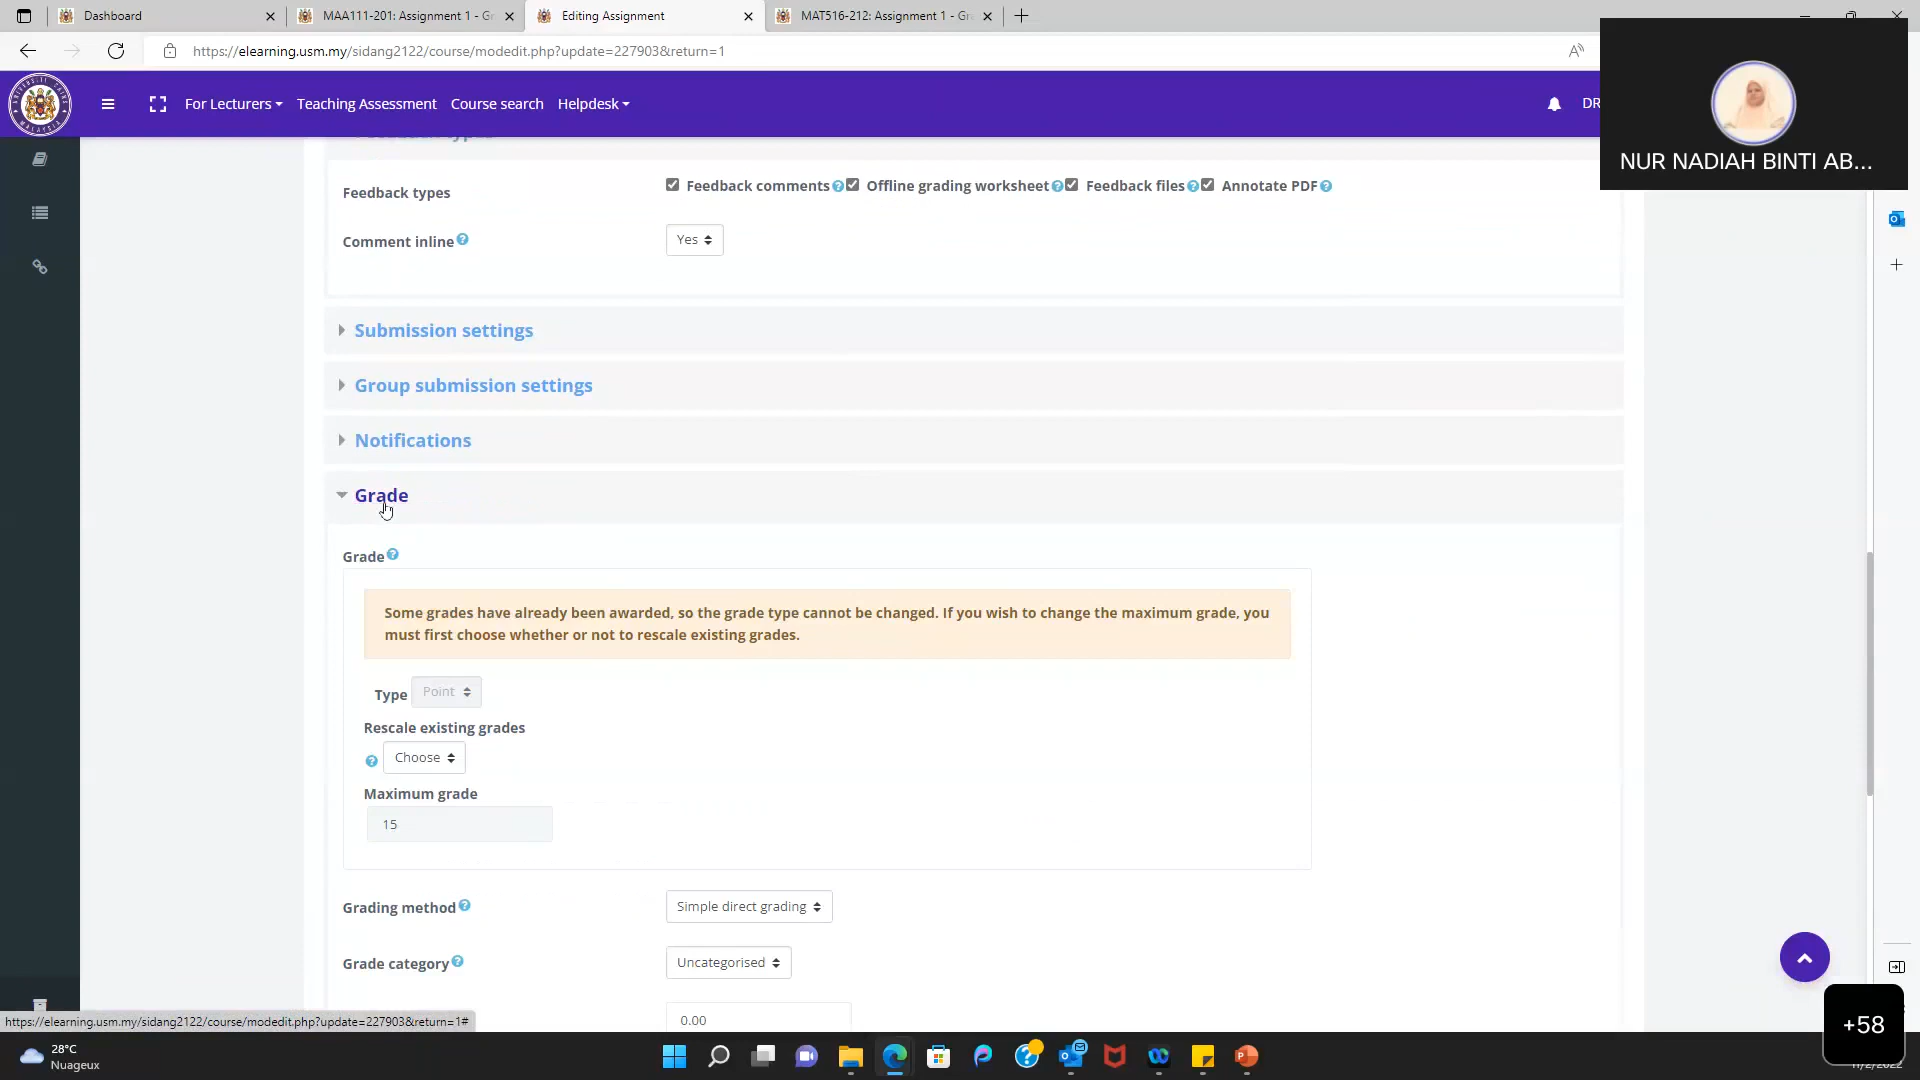 Dashboard
MAA111-201: Assignment 1 - Gr
Editing Assignment
MAT516-212: Assignment 1 - Gr
https://elearning.usm.my/sidang2122/course/modedit.php?update=227903&return=1
For Lecturers
Teaching Assessment
Course search
Helpdesk
DR
NUR NADIAH BINTI AB...
Feedback types
Feedback comments
Offline grading worksheet
Feedback files
Annotate PDF
Comment inline
Yes
Submission settings
Group submission settings
Notifications
Grade
Grade
Some grades have already been awarded, so the grade type cannot be changed. If you wish to change the maximum grade, you
must first choose whether or not to rescale existing grades.
Type
Point
Rescale existing grades
Choose
Maximum grade
15
Grading method
Simple direct grading
Grade category
Uncategorised
0.00
https://elearning.usm.my/sidang2122/course/modedit.php?update=227903&return=1#
+58
28°C
Nuageux